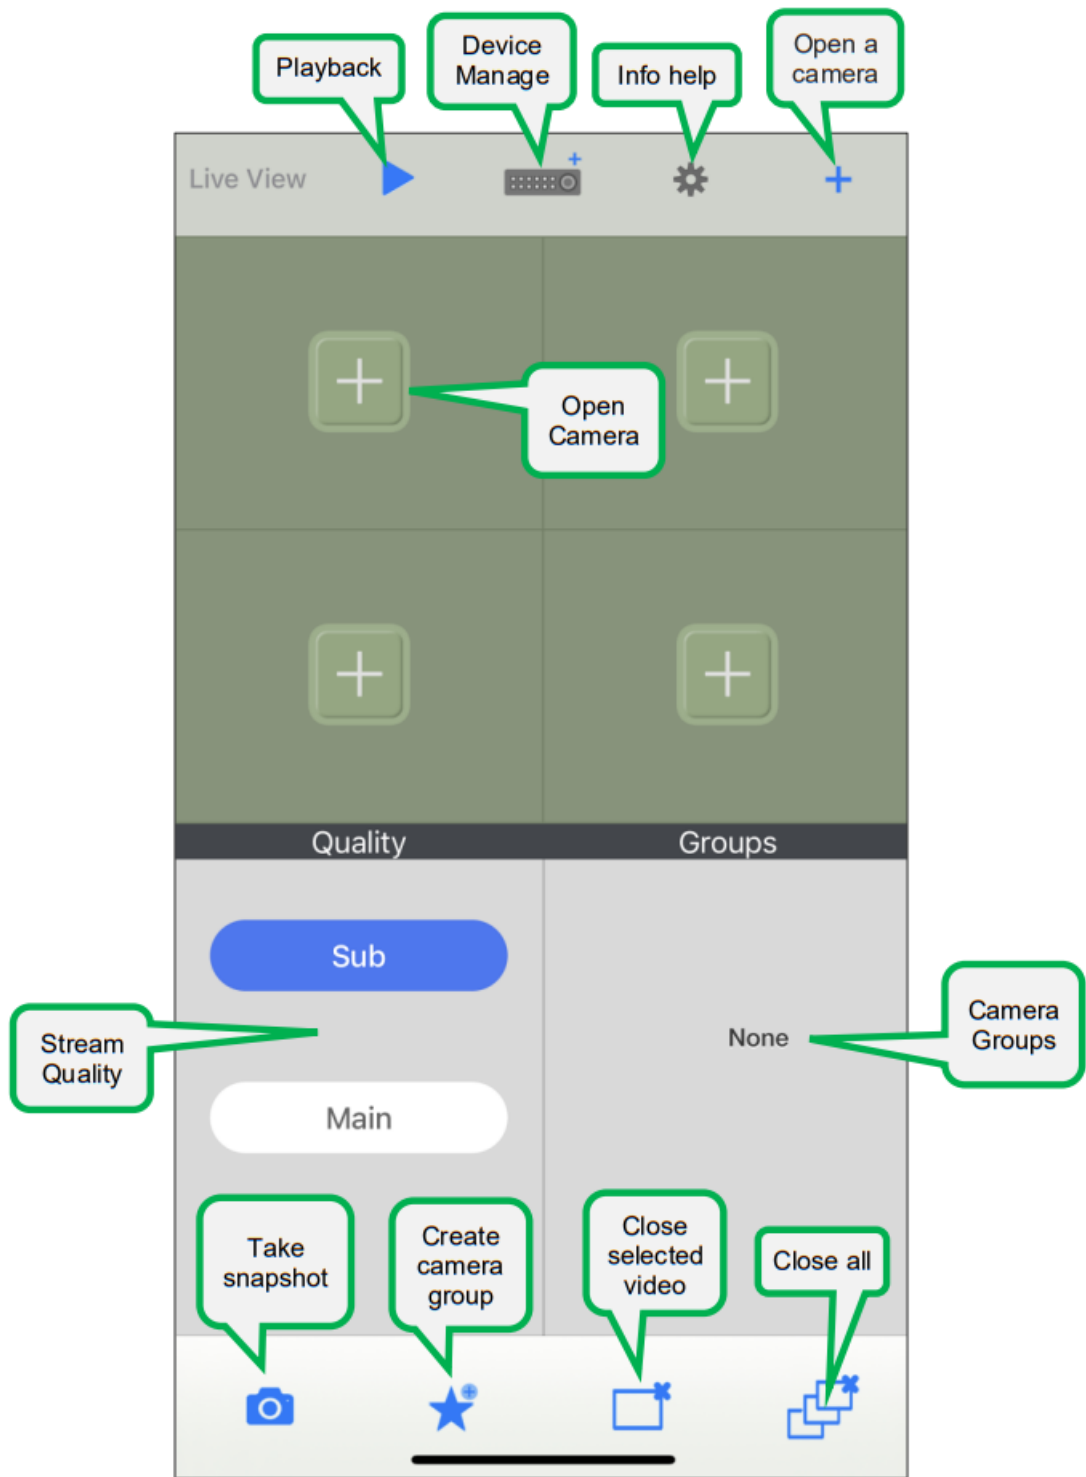 Playback
Device
Manage
Info help
Open a
camera
Live View
Open
Camera
Quality
Groups
Sub
Stream
Quality
None
Camera
Groups
Main
Take
snapshot
Create
camera
group
Close
selected
video
Close all